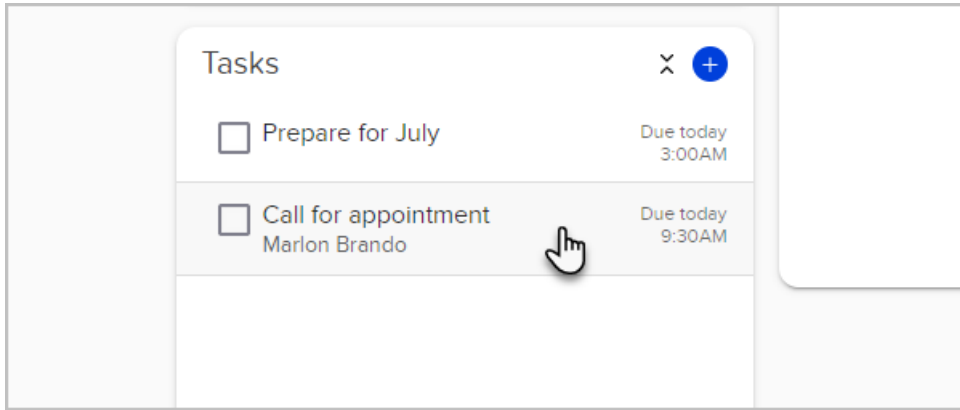 Tasks
Prepare for July
Due today
3:00AM
Call for appointment
Marlon Brando
Due today
9:30AM